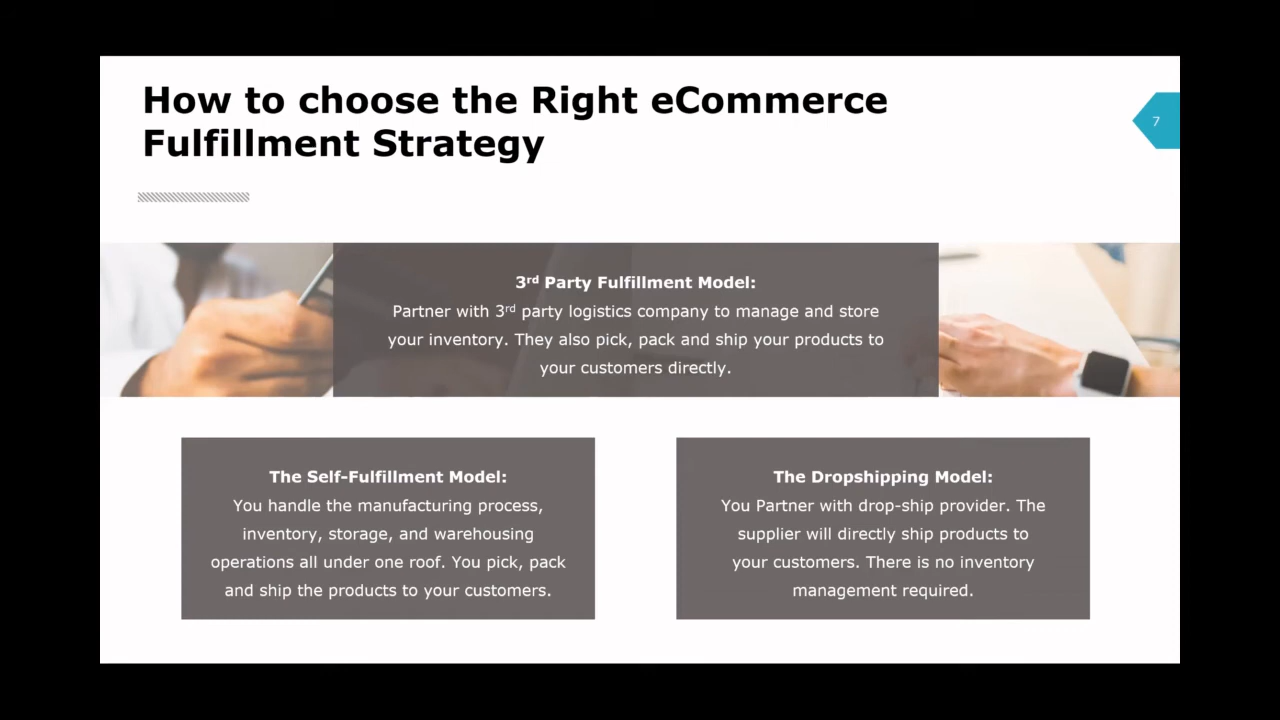 How to choose the Right eCommerce
Fulfillment Strategy
7
3rd Party Fulfillment Model:
Partner with 3rd party logistics company to manage and store
your inventory. They also pick, pack and ship your products to
your customers directly.
The Self-Fulfillment Model:
You handle the manufacturing process,
inventory, storage, and warehousing
operations all under one roof. You pick, pack
and ship the products to your customers.
The Dropshipping Model:
You Partner with drop-ship provider. The
supplier will directly ship products to
your customers. There is no inventory
management required.